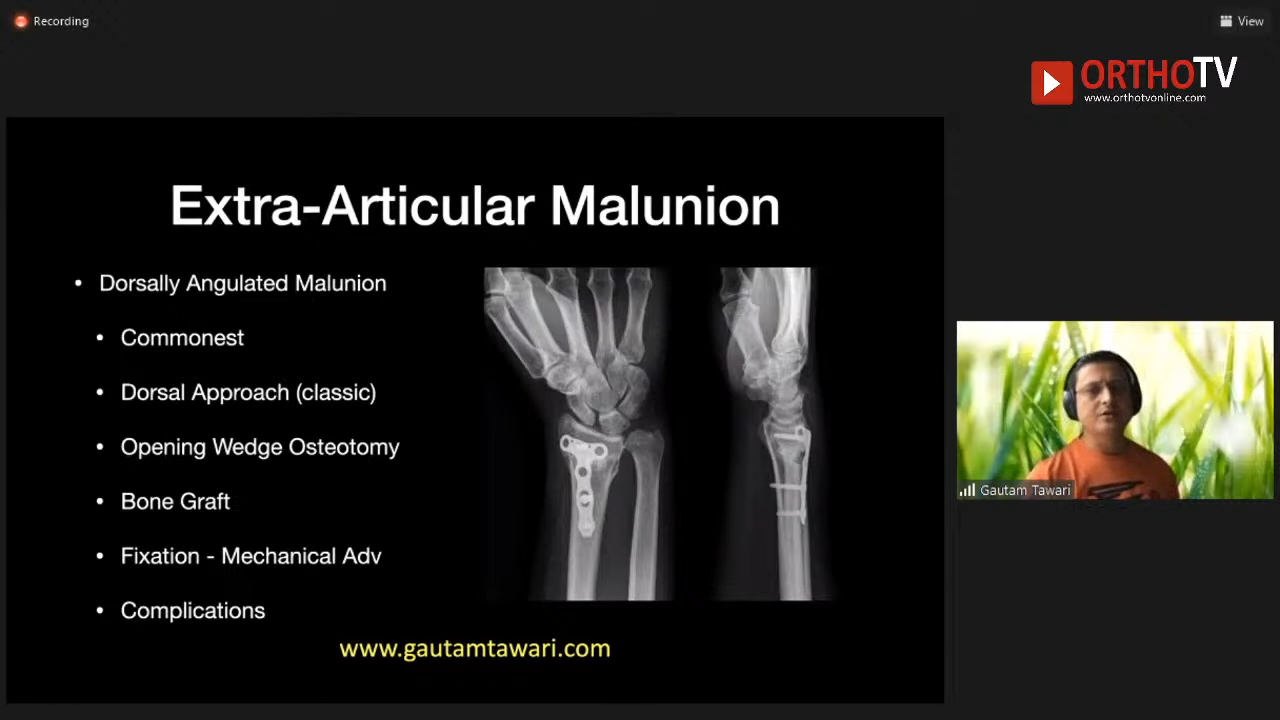 Recording
View
ORTHOTV
www.orthotvonline.com
Extra-Articular Malunion
• Dorsally Angulated Malunion
• Commonest
• Dorsal Approach (classic)
• Opening Wedge Osteotomy
• Bone Graft
• Fixation - Mechanical Adv
• Complications
www.gautamtawari.com
Gautam Tawari